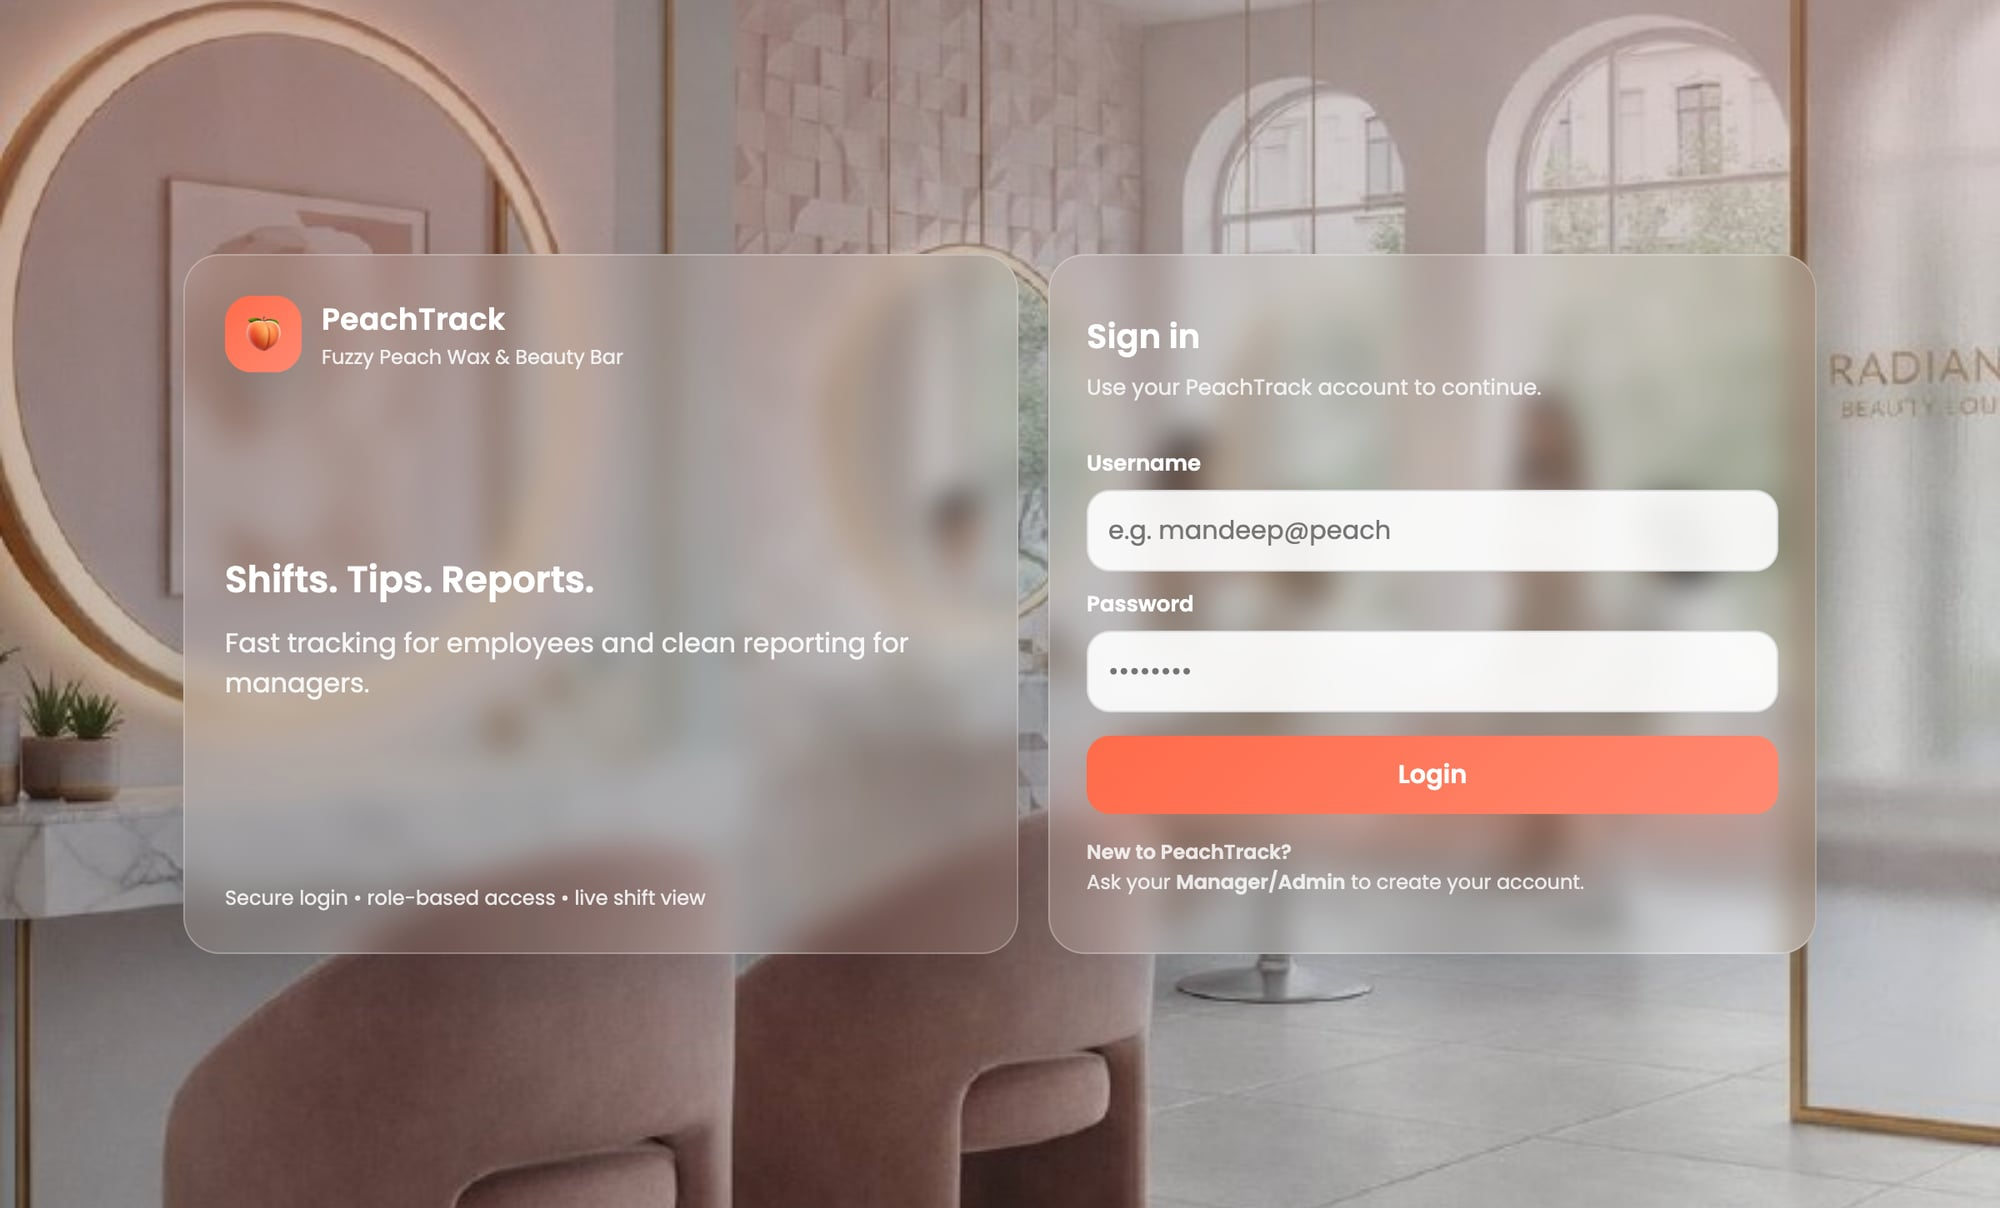 PeachTrack
Fuzzy Peach Wax & Beauty Bar
Shifts. Tips. Reports.
Fast tracking for employees and clean reporting for
managers.
Secure login • role-based access • live shift view
Sign in
Use your PeachTrack account to continue.
Username
e.g. mandeep@peach
Password
••••••••
Login
New to PeachTrack?
Ask your Manager/Admin to create your account.
RADIAN
BEAUTY LOU